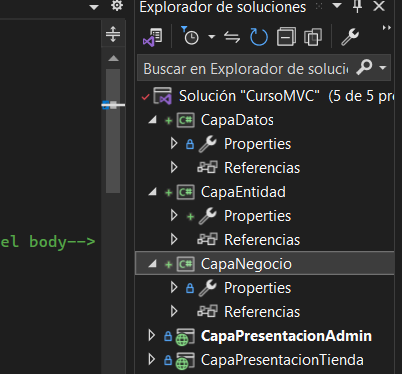 Explorador de soluciones
Buscar en Explorador de solucio
Solución "CursoMVC" (5 de 5 pro
CapaDatos
Properties
Referencias
CapaEntidad
Properties
Referencias
el body-->
CapaNegocio
Properties
Referencias
CapaPresentacionAdmin
CapaPresentacionTienda